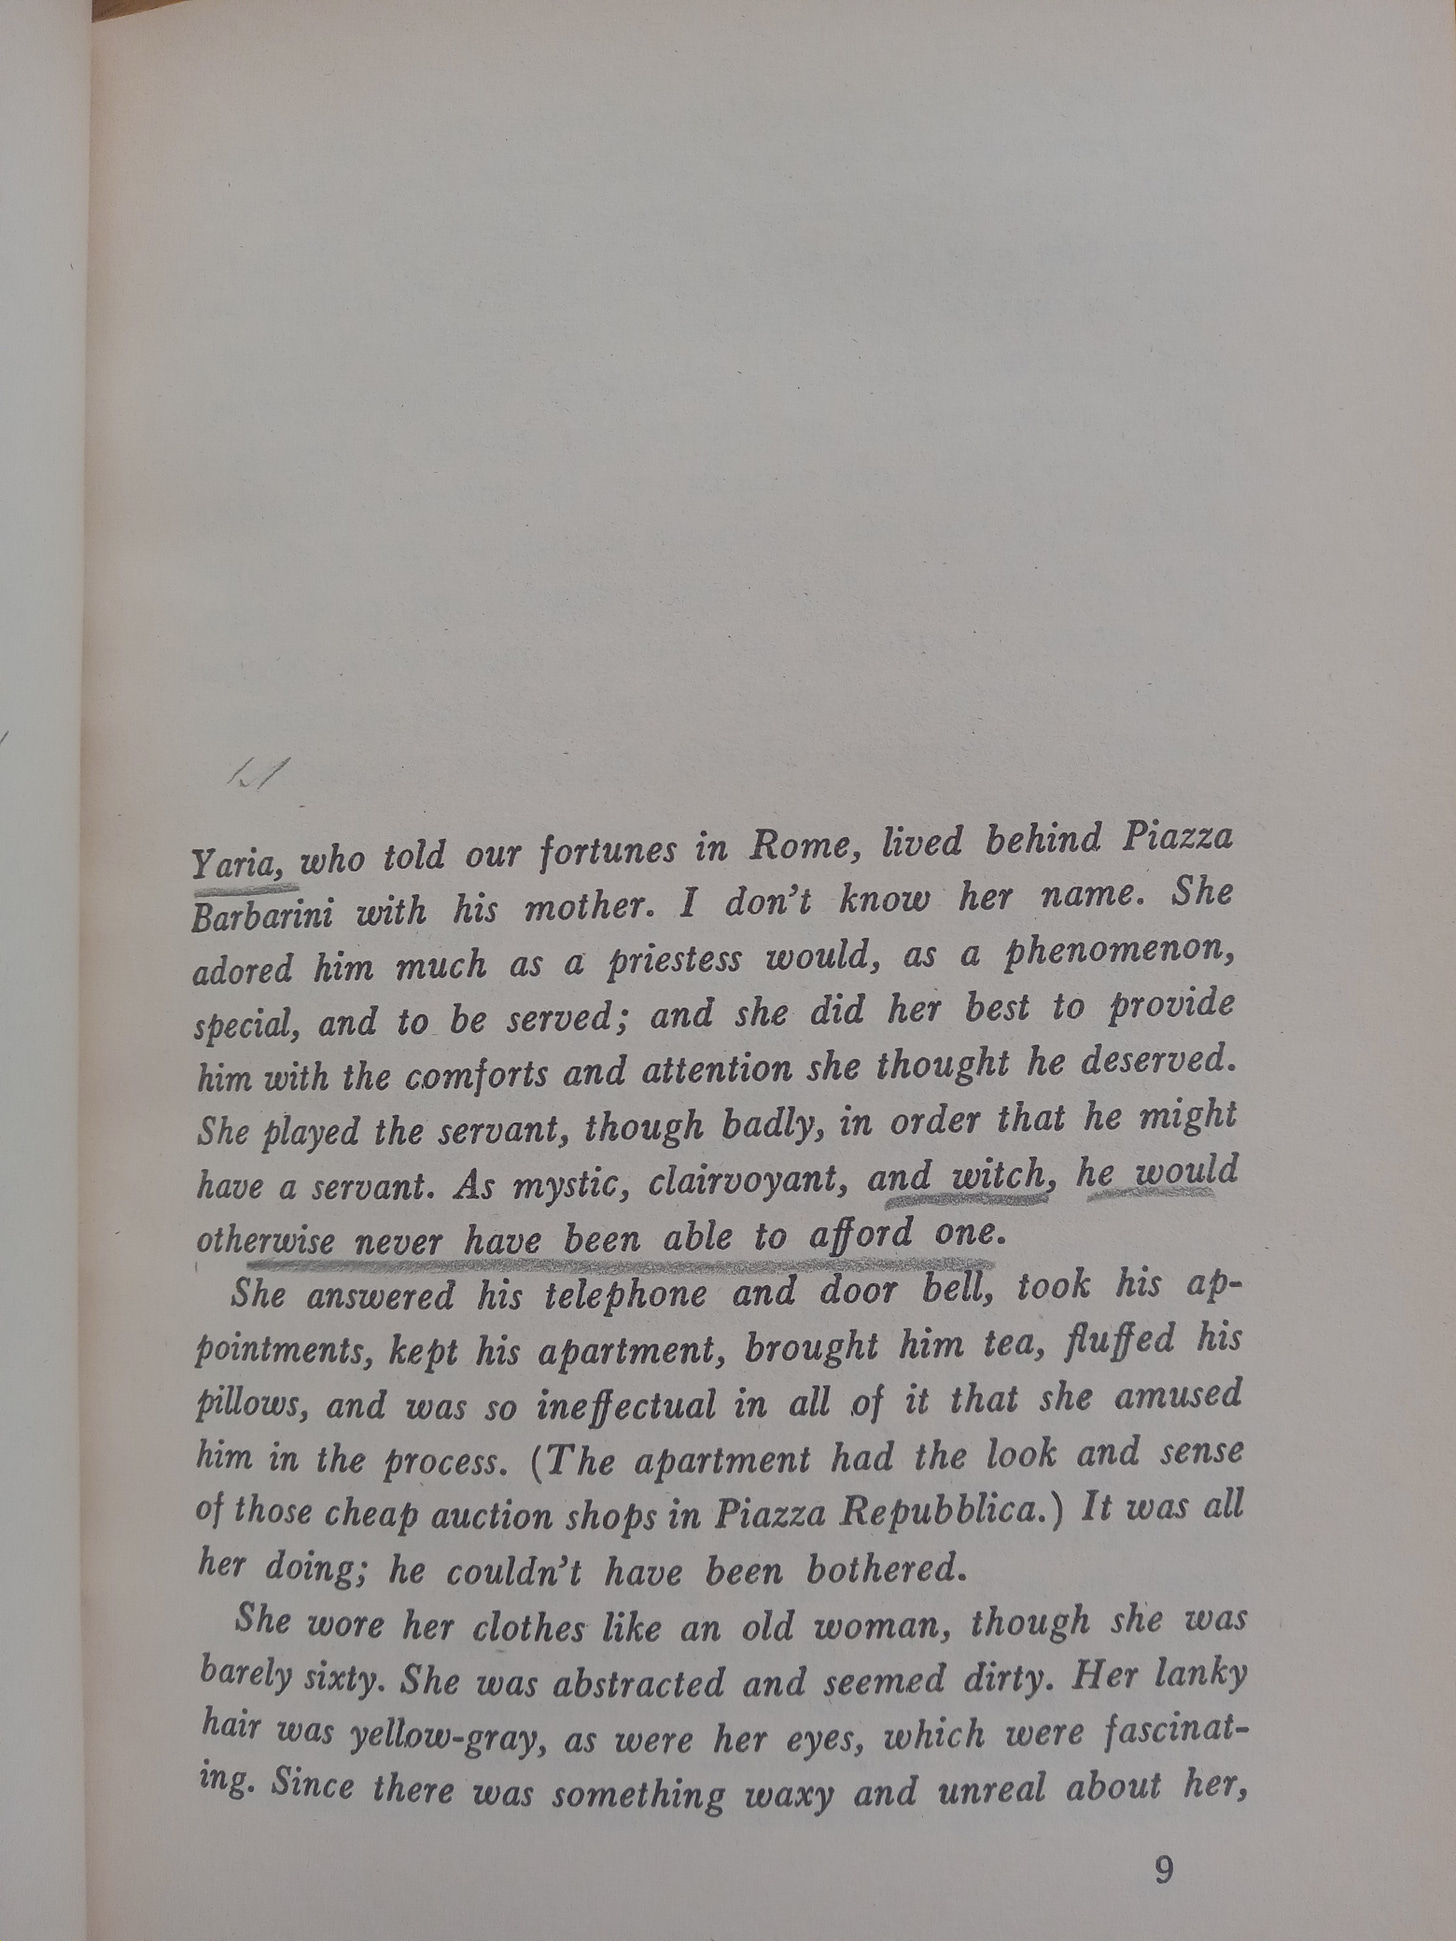 Yaria, who told our fortunes in Rome, lived behind Piazza
Barbarini with his mother. I don't know her name. She
adored him much as a priestess would, as a phenomenon,
special, and to be served; and she did her best to provide
him with the comforts and attention she thought he deserved.
She played the servant, though badly, in order that he might
have a servant. As mystic, clairvoyant, and witch, he would
otherwise never have been able to afford one.
She answered his telephone and door bell, took his ap-
pointments, kept his apartment, brought him tea, fluffed his
pillows, and was so ineffectual in all of it that she amused
him in the process. (The apartment had the look and sense
of those cheap auction shops in Piazza Repubblica.) It was all
her doing; he couldn't have been bothered.
She wore her clothes like an old woman, though she was
barely sixty. She was abstracted and seemed dirty. Her lanky
hair was yellow-gray, as were her eyes, which were fascinat-
ing. Since there was something waxy and unreal about her,
9